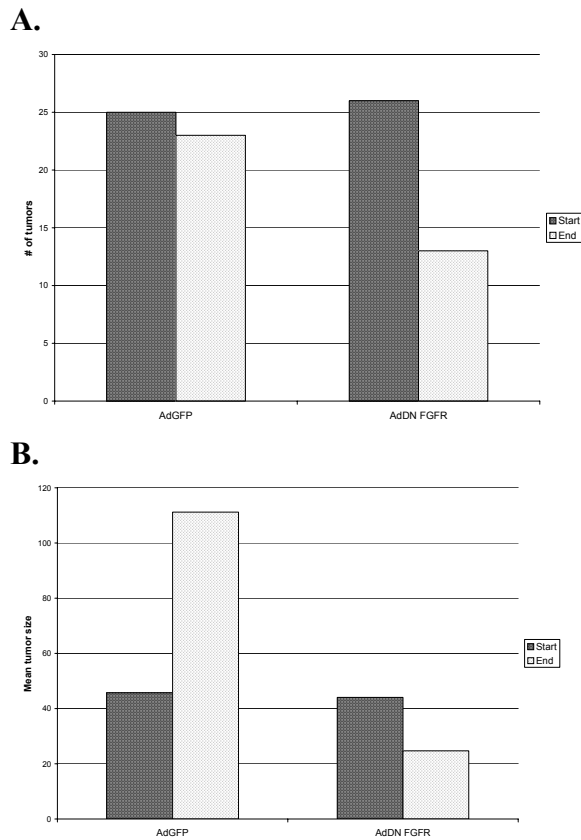 A.
30
25
20
15
10
5
0
# of tumors
AdGFP
AdDN FGFR
Start
End
B.
120
100
80
60
40
20
0
Mean tumor size
AdGFP
AdDN FGFR
Start
End